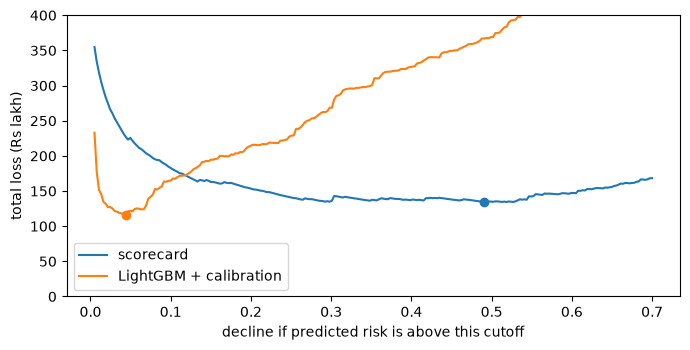 400
350
300
250
200
150
100
50
0
total loss (Rs lakh)
scorecard
LightGBM + calibration
0.0 0.1 0.2 0.3 0.4 0.5 0.6 0.7
decline if predicted risk is above this cutoff